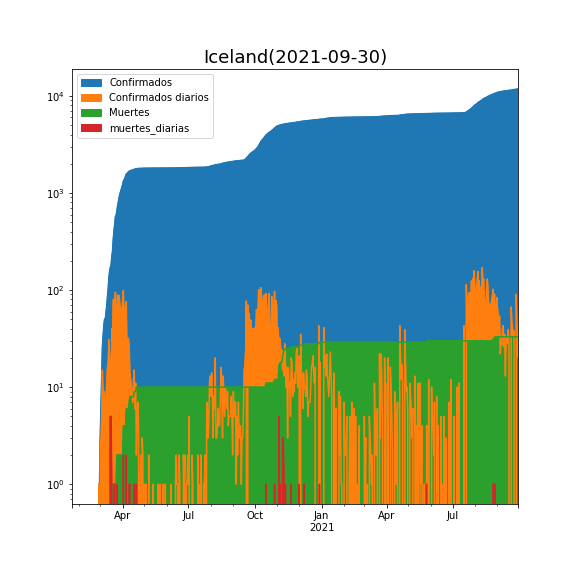 Iceland(2021-09-30)
Confirmados
Confirmados diarios
Muertes
muertes_diarias
10⁴
10³
10²
10¹
10⁰
Apr Jul Oct Jan Apr Jul
2021